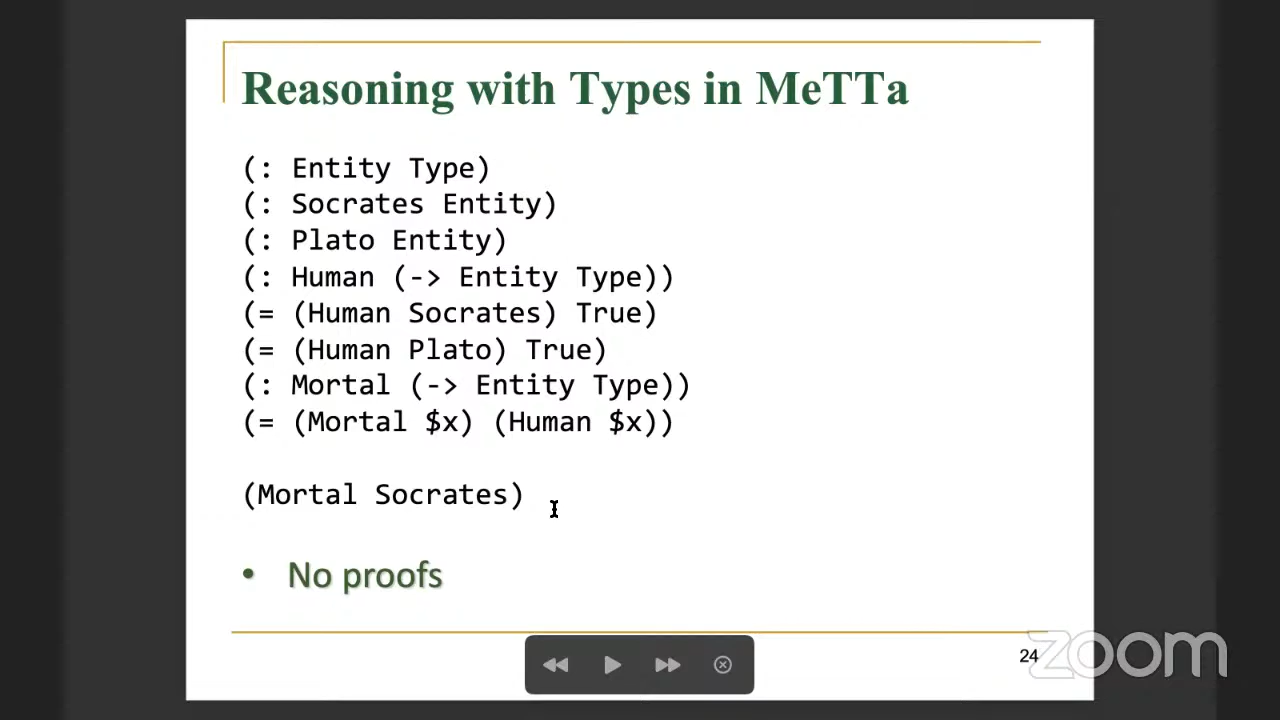 Reasoning with Types in MeTTa
(: Entity Type)
(: Socrates Entity)
(: Plato Entity)
(: Human (-> Entity Type))
(= (Human Socrates) True)
(= (Human Plato) True)
(: Mortal (-> Entity Type))
(= (Mortal $x) (Human $x))
(Mortal Socrates)
• No proofs
24
zoom